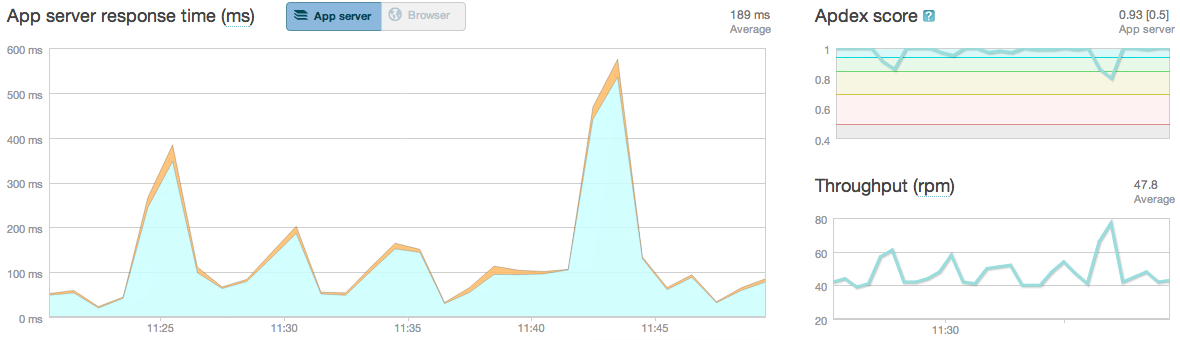 App server response time (ms)
App server
Browser
189 ms
Average
600 ms
500 ms
400 ms
300 ms
200 ms
100 ms
0 ms
11:25
11:30
11:35
11:40
11:45
Apdex score ?
0.93 [0.5]
App server
1
0.8
0.6
0.4
Throughput (rpm)
47.8
Average
80
60
40
20
11:30